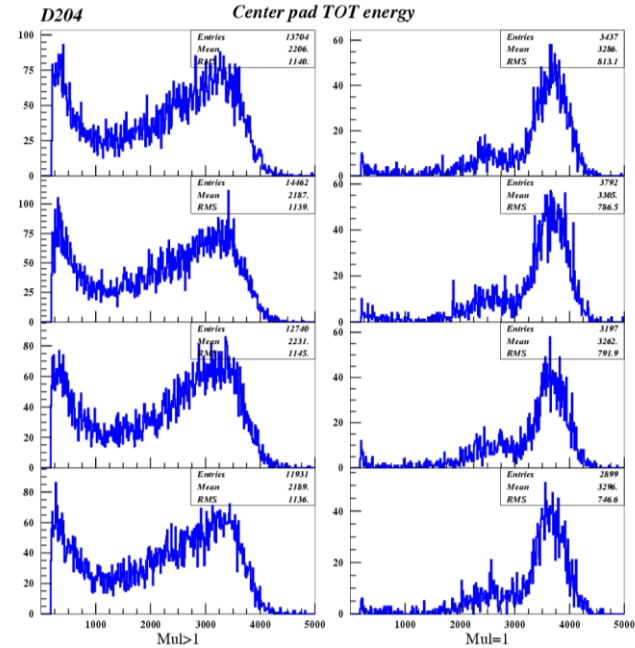 D204 Center pad TOT energy
Entries 13704
Mean 2206.
RMS 1140.
Entries 3437
Mean 3286.
RMS 813.1
100
75
50
25
0
60
40
20
0
Entries 14462
Mean 2187.
RMS 1139.
Entries 3792
Mean 3305.
RMS 786.5
100
75
50
25
0
60
40
20
0
Entries 12740
Mean 2231.
RMS 1145.
Entries 3197
Mean 3262.
RMS 791.9
80
60
40
20
0
60
40
20
0
Entries 11931
Mean 2189.
RMS 1136.
Entries 2899
Mean 3296.
RMS 746.6
80
60
40
20
0
40
20
0
1000 2000 3000 4000 5000
1000 2000 3000 4000 5000
Mul>1 Mul=1